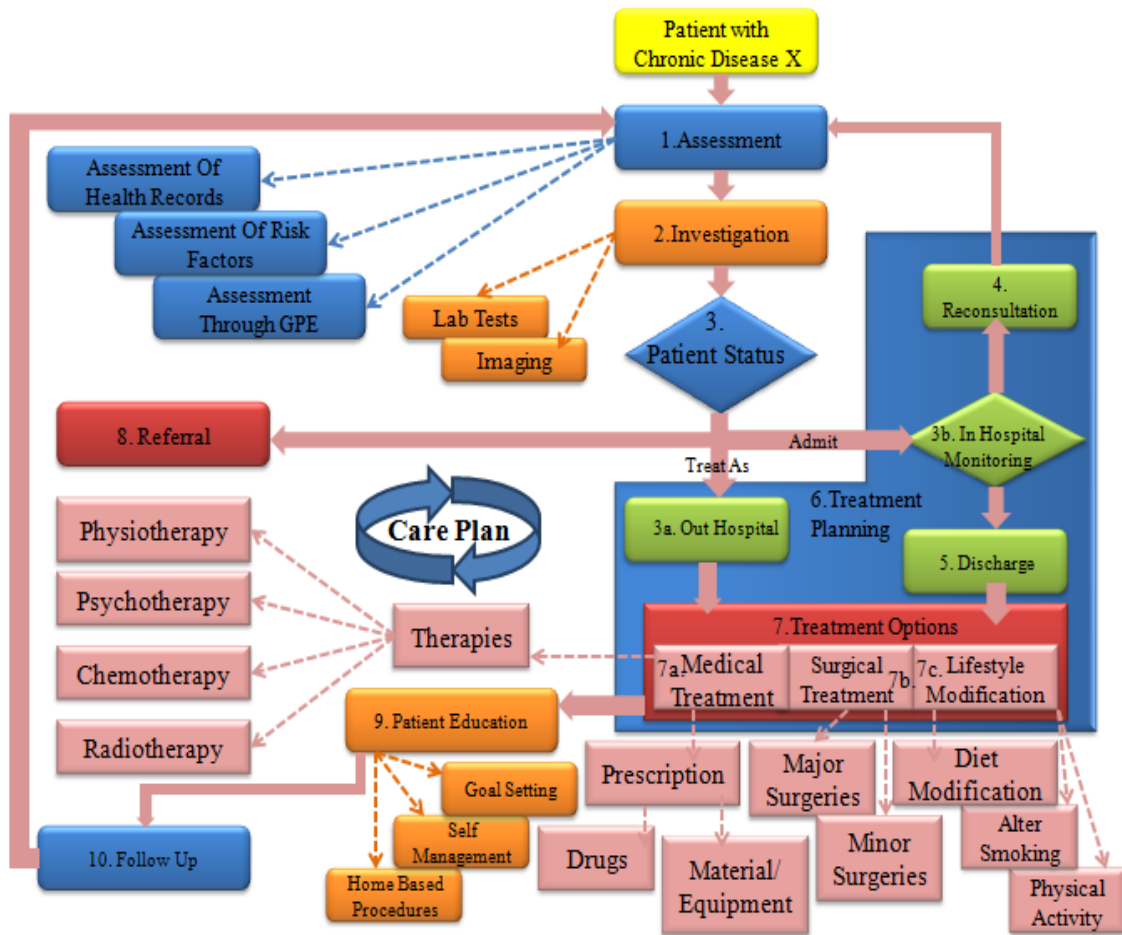 Patient with
Chronic Disease X
1.Assessment
Assessment Of
Health Records
Assessment Of Risk
Factors
Assessment
Through GPE
2.Investigation
Lab Tests
Imaging
3.
Patient Status
4.
Reconsultation
8. Referral
Admit
3b. In Hospital
Monitoring
Treat As
6.Treatment
Planning
3a. Out Hospital
5. Discharge
Care Plan
Physiotherapy
Psychotherapy
Chemotherapy
Radiotherapy
Therapies
7.Treatment Options
7a.Medical
Treatment
Surgical
Treatment 7b.
7c. Lifestyle
Modification
9. Patient Education
Goal Setting
Self
Management
Home Based
Procedures
10. Follow Up
Prescription
Drugs
Material/
Equipment
Major
Surgeries
Minor
Surgeries
Diet
Modification
Alter
Smoking
Physical
Activity